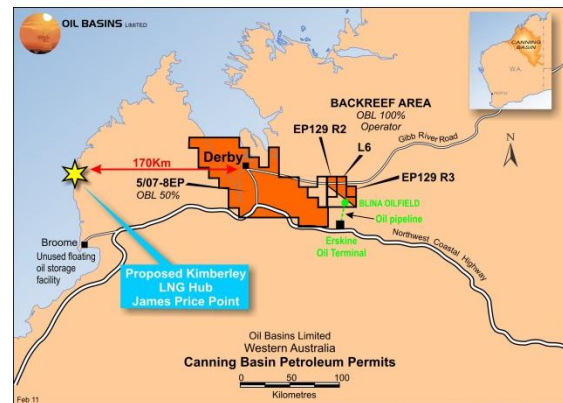 OIL BASINS LIMITED
CANNING
BASIN
W.A.
BACKREEF AREA
OBL 100%
Operator
Gibb River Road
EP129 R2
L6
N
Derby
EP129 R3
170Km
5/07-8EP
OBL 50%
BLINA OILFIELD
Oil pipeline
Erskine
Oil Terminal
Northwest Coastal Highway
Broome
Unused floating
oil storage
facility
Proposed Kimberley
LNG Hub
James Price Point
Oil Basins Limited
Western Australia
Canning Basin Petroleum Permits
0 50 100
Kilometres
Feb 11